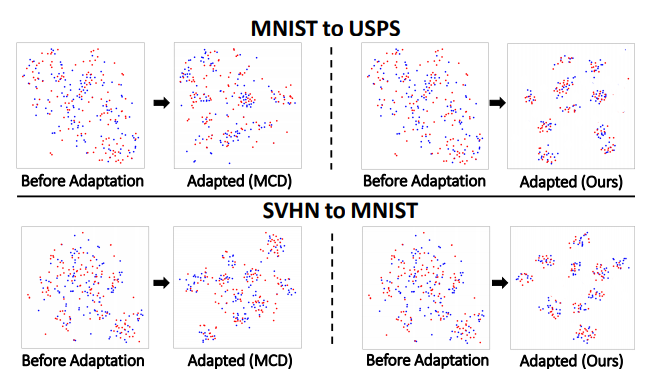 MNIST to USPS
Before Adaptation Adapted (MCD) Before Adaptation Adapted (Ours)
SVHN to MNIST
Before Adaptation Adapted (MCD) Before Adaptation Adapted (Ours)